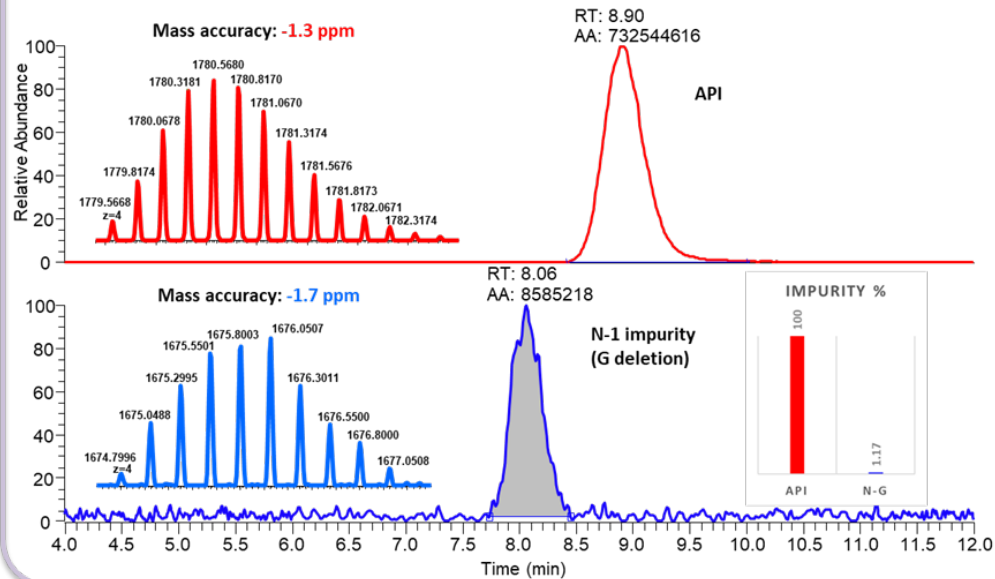 Mass accuracy: -1.3 ppm
RT: 8.90
AA: 732544616
API
Relative Abundance
100
80
60
40
20
0
1779.5668
z=4
1779.8174
1780.0678
1780.3181
1780.5680
1780.8170
1781.0670
1781.3174
1781.5676
1781.8173
1782.0671
1782.3174
Mass accuracy: -1.7 ppm
RT: 8.06
AA: 8585218
N-1 impurity
(G deletion)
100
80
60
40
20
0
1674.7996
z=4
1675.0488
1675.2995
1675.5501
1675.8003
1676.0507
1676.3011
1676.5500
1676.8000
1677.0508
IMPURITY %
100
1.17
API N-G
4.0 4.5 5.0 5.5 6.0 6.5 7.0 7.5 8.0 8.5 9.0 9.5 10.0 10.5 11.0 11.5 12.0
Time (min)